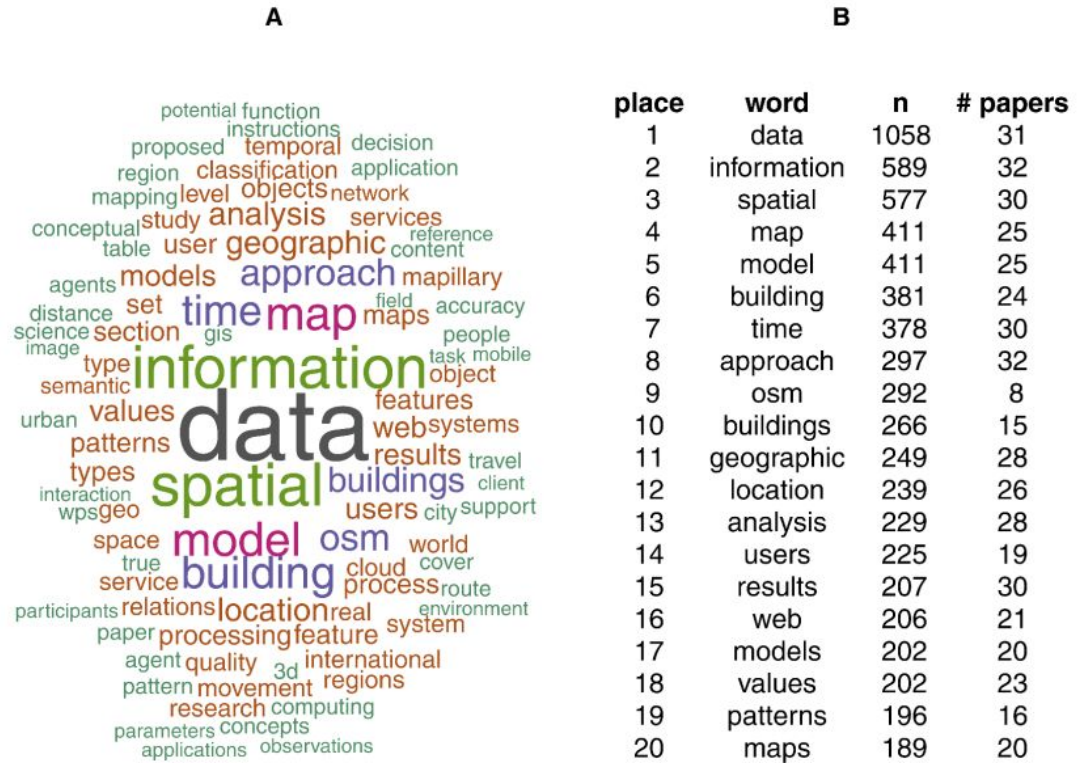 A
B
potential function
instructions
proposed temporal decision
region classification application
mapping level objects network
conceptual study analysis services
table user geographic reference
content
agents models approach mapillary
distance set time map field maps accuracy
science section gis people
image type information task mobile
semantic object
urban values data features
patterns web systems
results
types spatial buildings travel
interaction client
wps geo users city support
space model osm world
true building cloud cover
service process route
participants relations location real environment
paper processing feature system
agent quality 3d international
pattern movement regions
research computing
parameters concepts
applications observations
place word n # papers
1 data 1058 31
2 information 589 32
3 spatial 577 30
4 map 411 25
5 model 411 25
6 building 381 24
7 time 378 30
8 approach 297 32
9 osm 292 8
10 buildings 266 15
11 geographic 249 28
12 location 239 26
13 analysis 229 28
14 users 225 19
15 results 207 30
16 web 206 21
17 models 202 20
18 values 202 23
19 patterns 196 16
20 maps 189 20